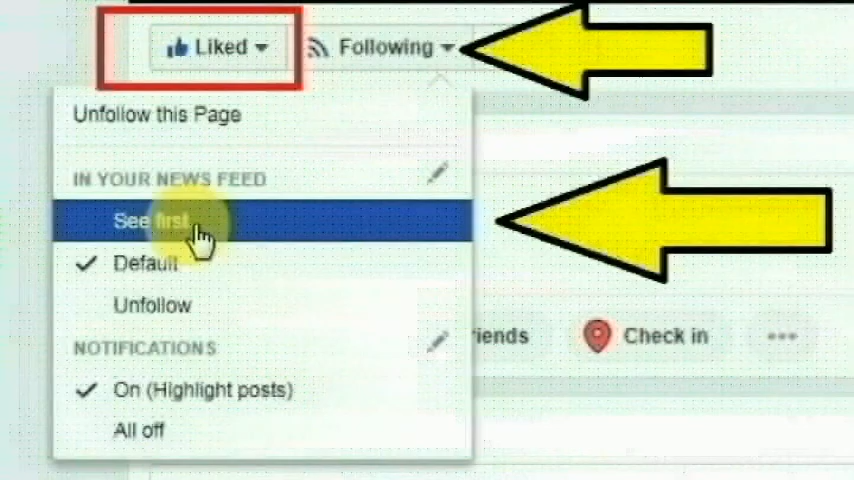 Liked Following
Unfollow this Page
IN YOUR NEWS FEED
See first
Default
Unfollow
riends Check in
NOTIFICATIONS
On (Highlight posts)
All off